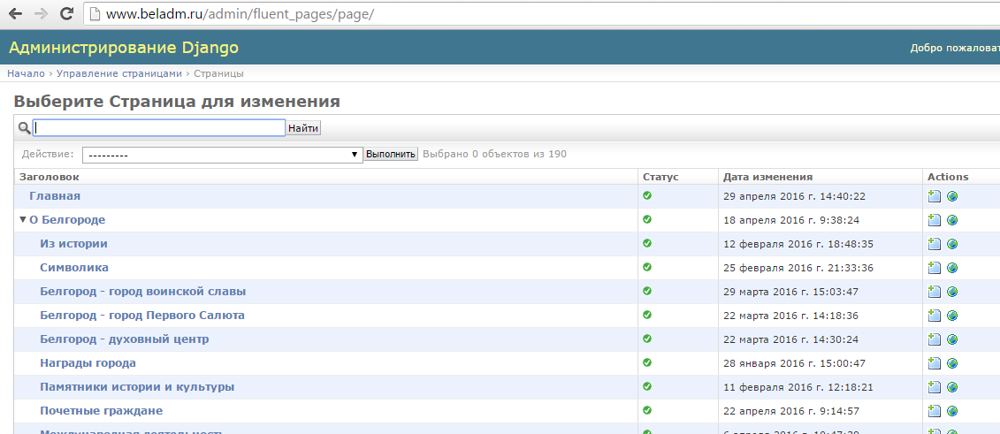 www.beladm.ru/admin/fluent_pages/page/
Администрирование Django
Добро пожаловат
Начало › Управление страницами › Страницы
Выберите Страница для изменения
Найти
Действие: --------- Выполнить Выбрано 0 объектов из 190
Заголовок Статус Дата изменения Actions
Главная 29 апреля 2016 г. 14:40:22
О Белгороде 18 апреля 2016 г. 9:38:24
Из истории 12 февраля 2016 г. 18:48:35
Символика 25 февраля 2016 г. 21:33:36
Белгород - город воинской славы 29 марта 2016 г. 15:03:47
Белгород - город Первого Салюта 22 марта 2016 г. 14:18:36
Белгород - духовный центр 22 марта 2016 г. 14:30:24
Награды города 28 января 2016 г. 15:00:47
Памятники истории и культуры 11 февраля 2016 г. 12:18:21
Почетные граждане 22 апреля 2016 г. 9:14:57
Международная деятельность 6 апреля 2016 г.